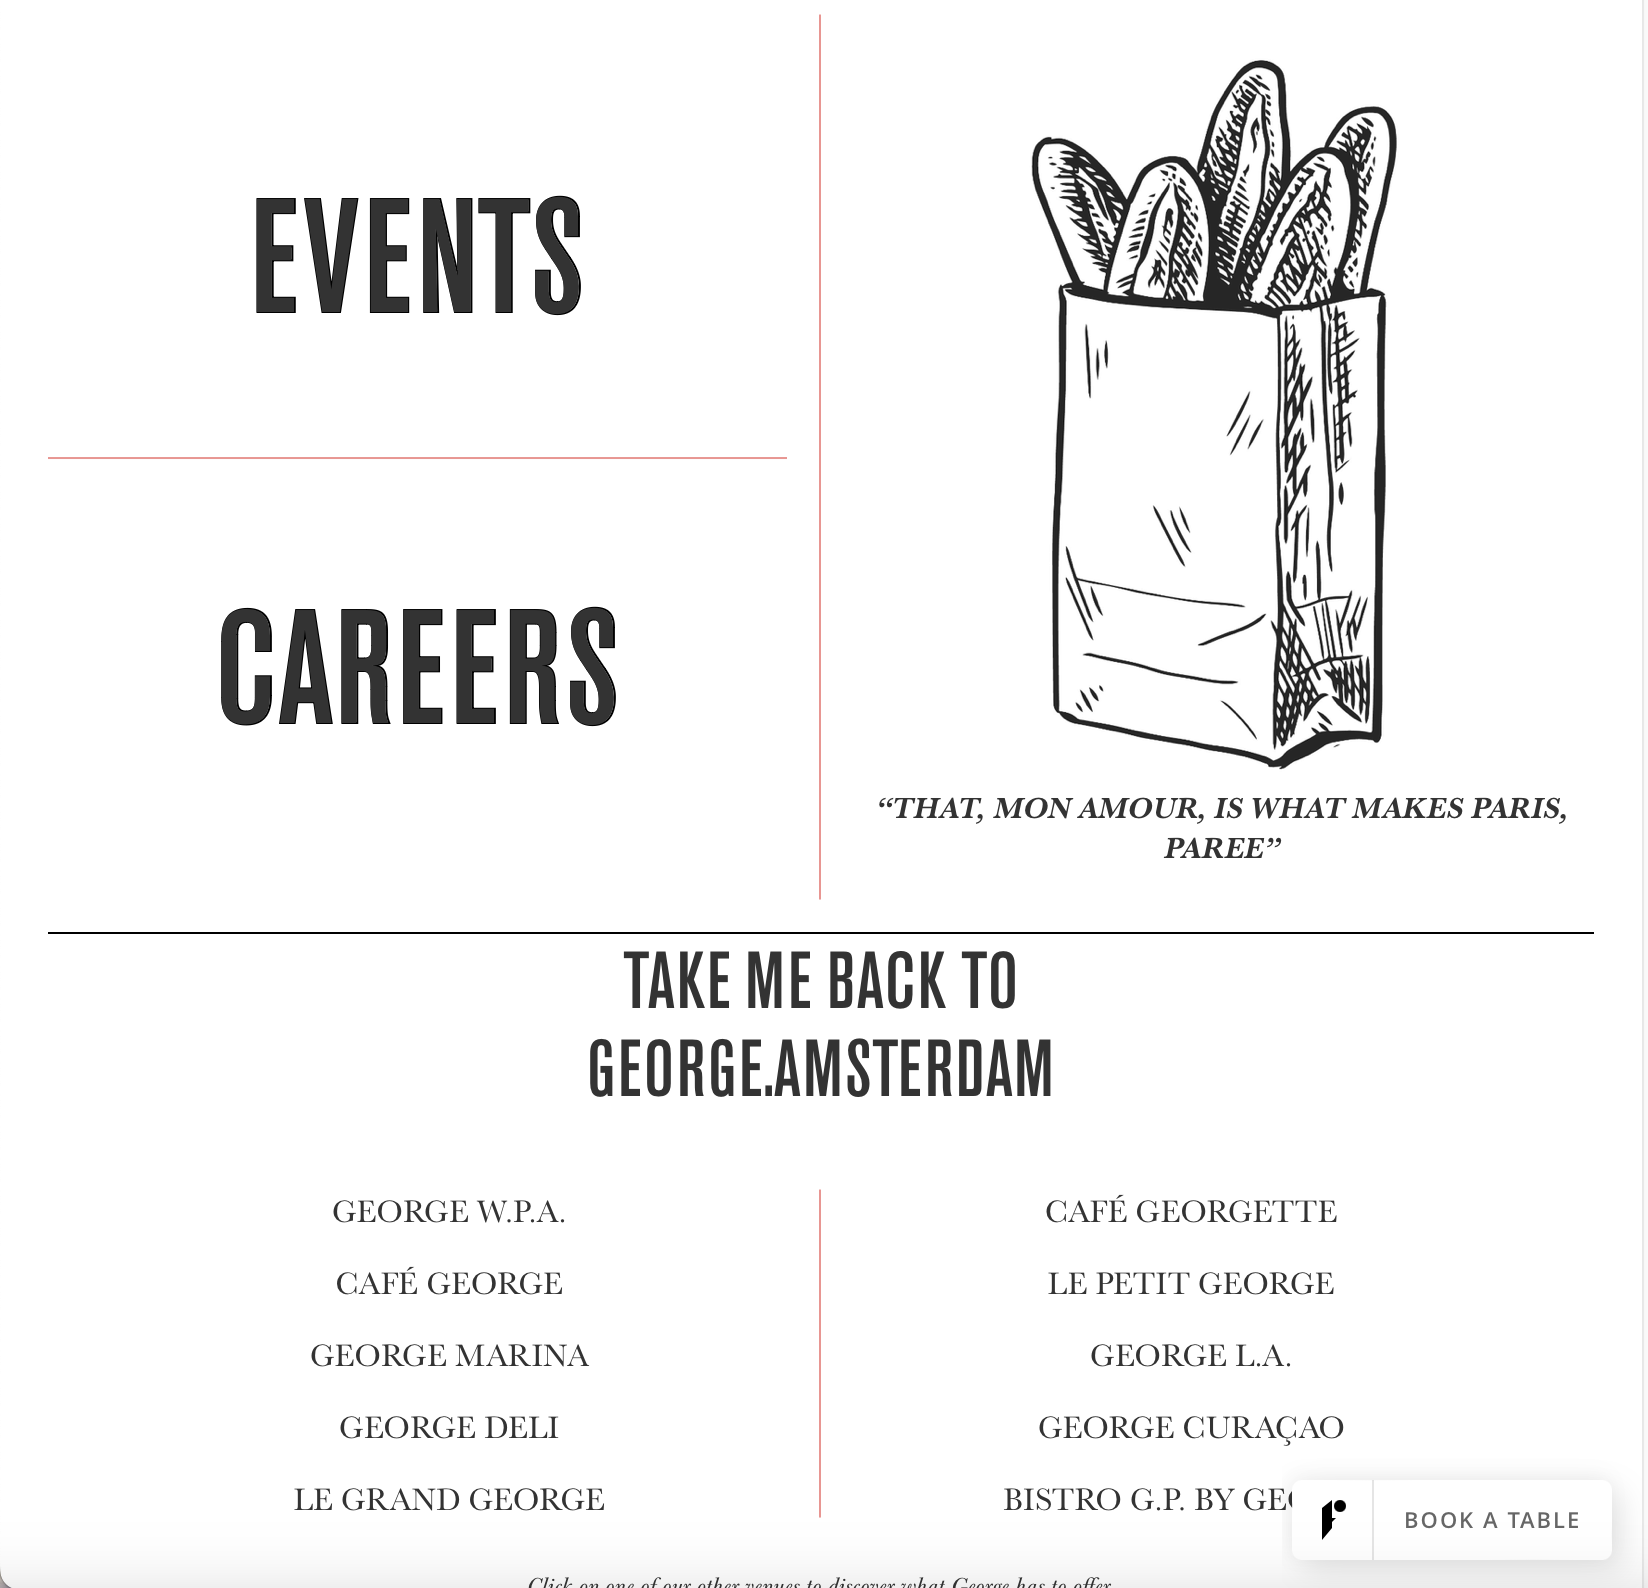 EVENTS
CAREERS
“THAT, MON AMOUR, IS WHAT MAKES PARIS,
PAREE”
TAKE ME BACK TO
GEORGE.AMSTERDAM
GEORGE W.P.A.
CAFÉ GEORGE
GEORGE MARINA
GEORGE DELI
LE GRAND GEORGE
CAFÉ GEORGETTE
LE PETIT GEORGE
GEORGE L.A.
GEORGE CURAÇAO
BISTRO G.P. BY
BOOK A TABLE
Click on one of our other venues to discover what George has to offer